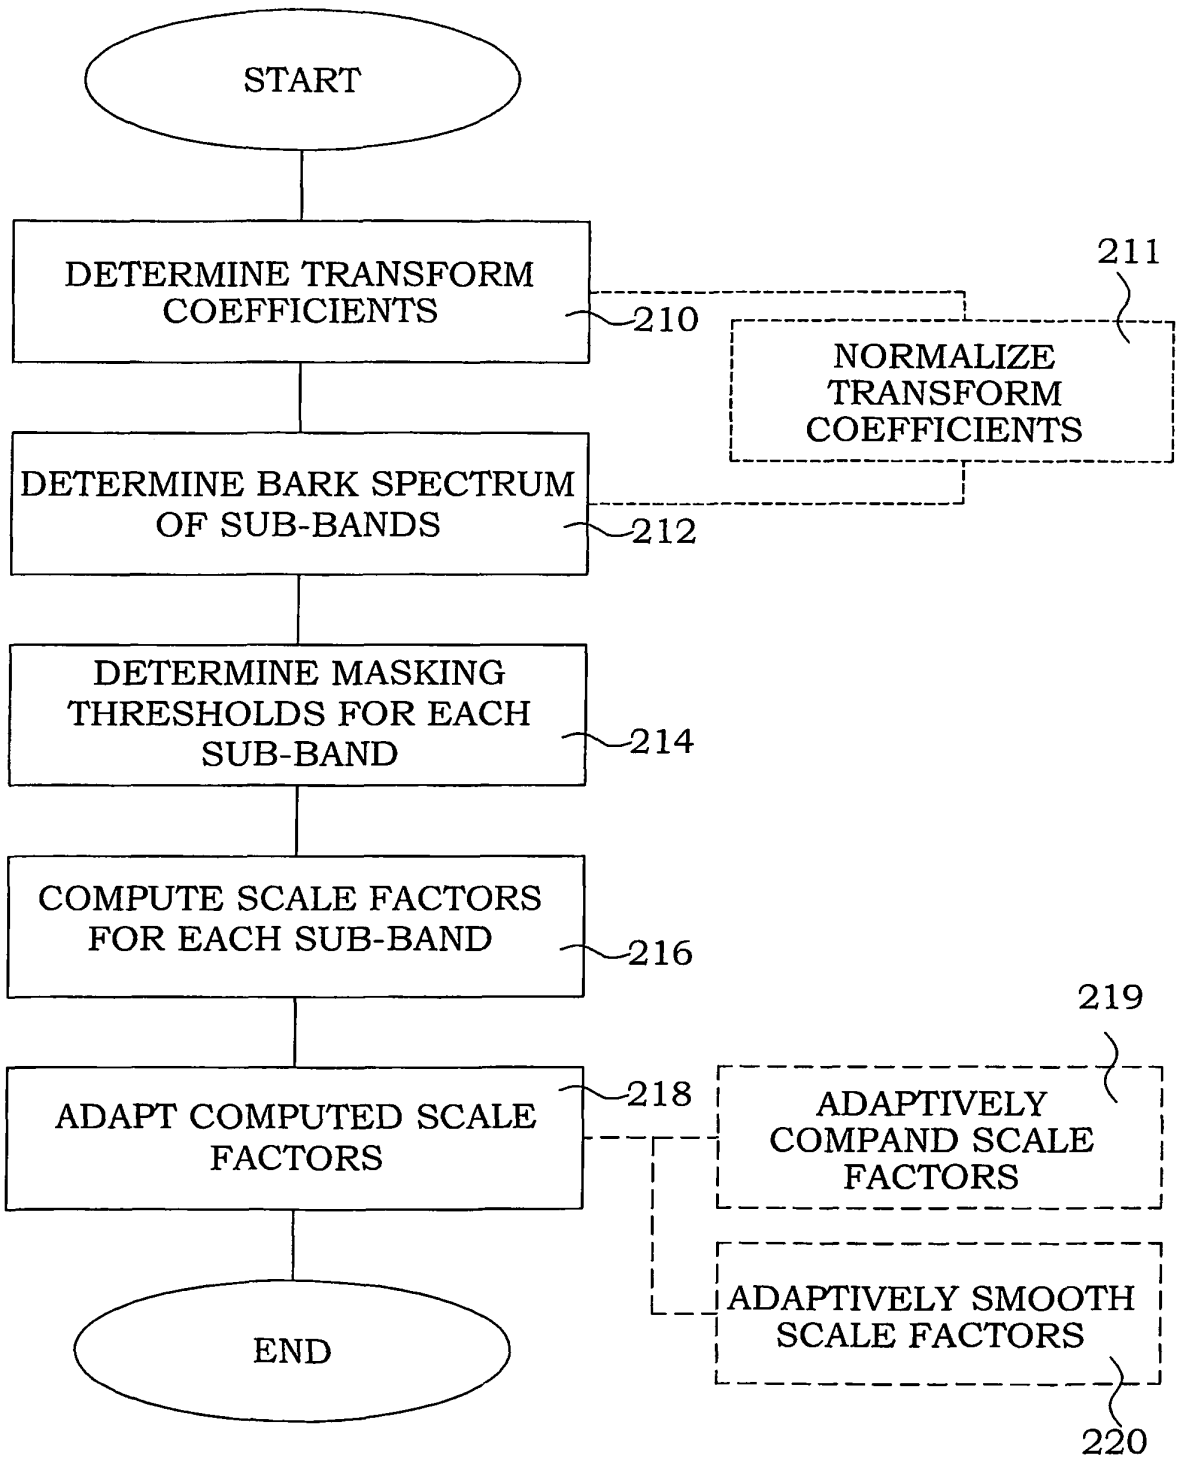 START
DETERMINE TRANSFORM
COEFFICIENTS
210
211
NORMALIZE
TRANSFORM
COEFFICIENTS
DETERMINE BARK SPECTRUM
OF SUB-BANDS
212
DETERMINE MASKING
THRESHOLDS FOR EACH
SUB-BAND
214
COMPUTE SCALE FACTORS
FOR EACH SUB-BAND
216
ADAPT COMPUTED SCALE
FACTORS
218
219
ADAPTIVELY
COMPAND SCALE
FACTORS
ADAPTIVELY SMOOTH
SCALE FACTORS
220
END